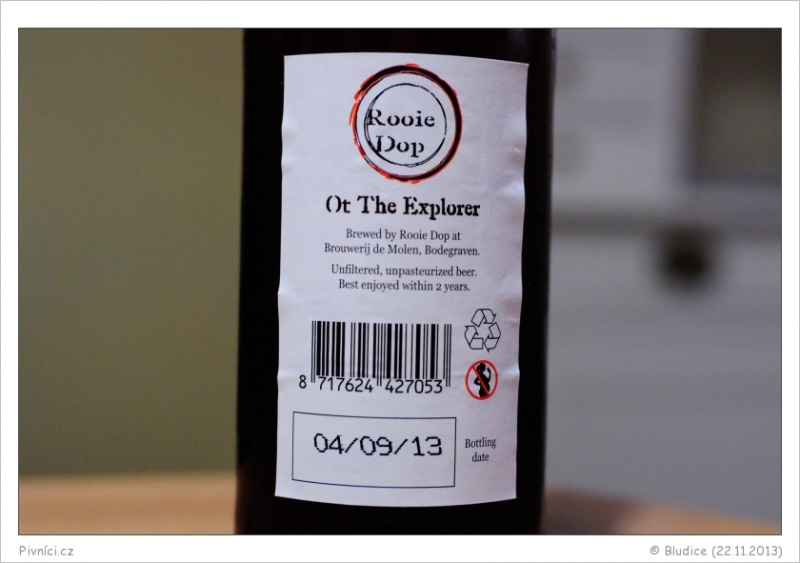 Rooie
Dop
Ot The Explorer
Brewed by Rooie Dop at
Brouwerij de Molen, Bodegraven.
Unfiltered, unpasteurized beer.
Best enjoyed within 2 years.
8 717624 427053
04/09/13
Bottling
date
Pivníci.cz
© Bludice (22.11.2013)